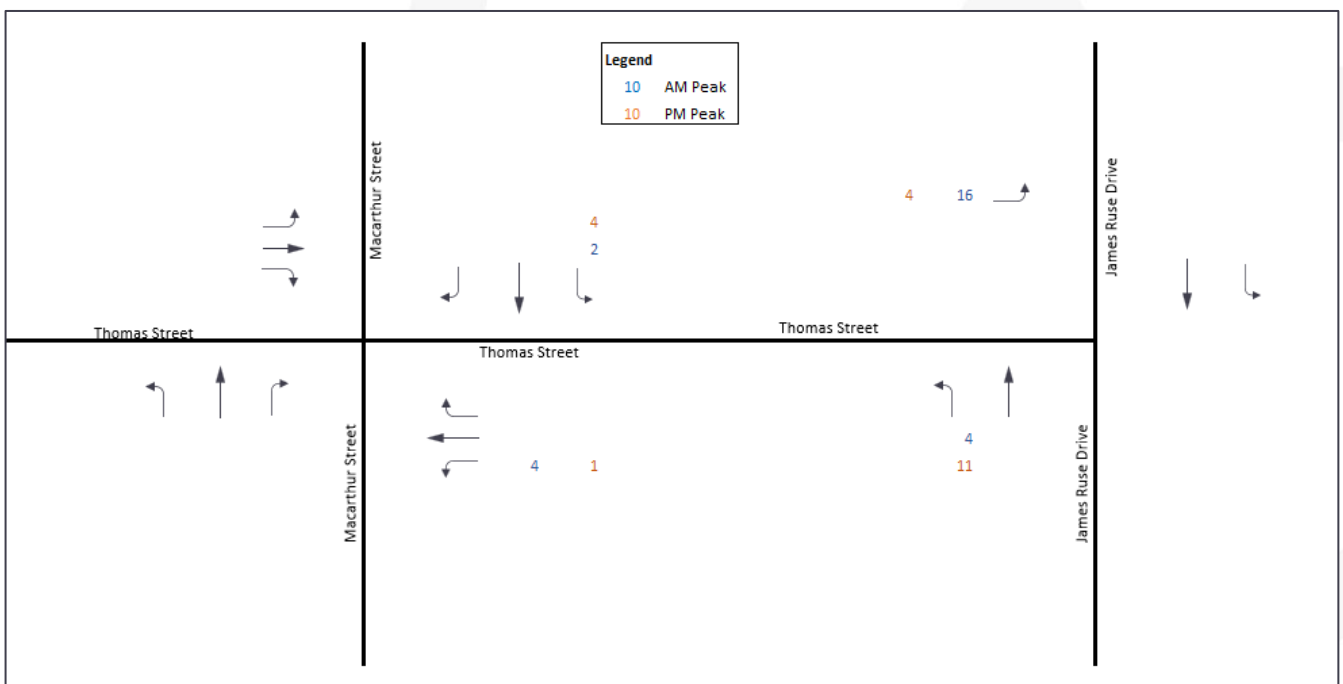 Legend
10 AM Peak
10 PM Peak
Macarthur Street
James Ruse Drive
4 16
4
2
Thomas Street
Thomas Street
Thomas Street
4
4 1
11
Macarthur Street
James Ruse Drive